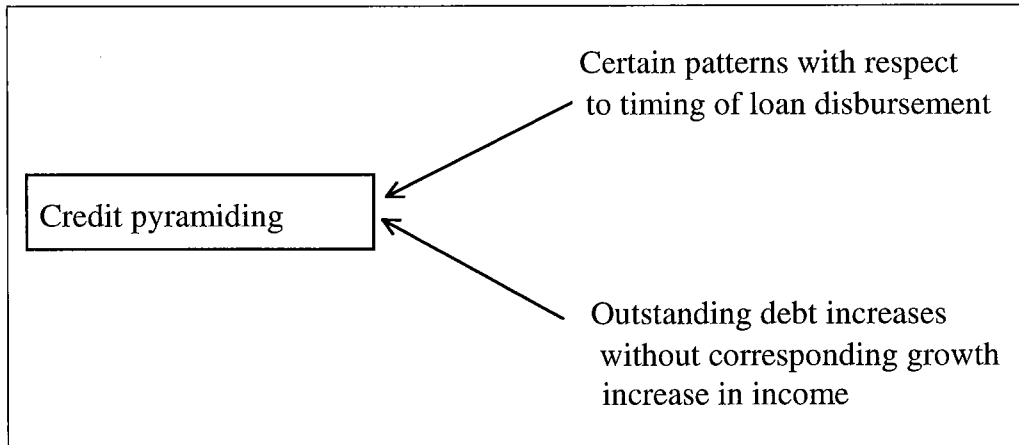 Certain patterns with respect
to timing of loan disbursement
Credit pyramiding
Outstanding debt increases
without corresponding growth
increase in income